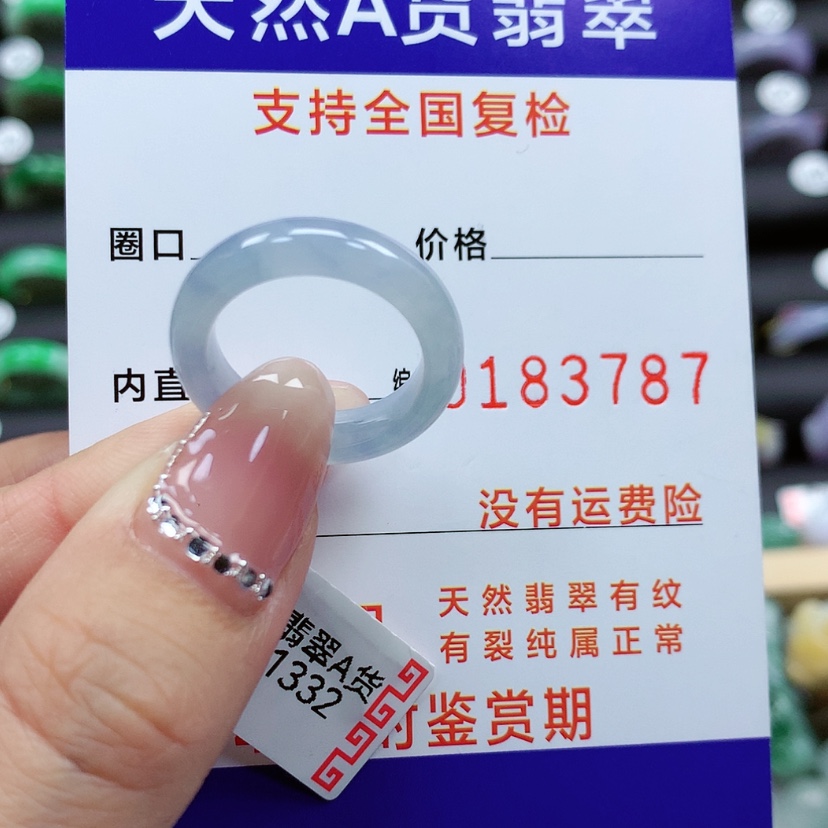 天然A货翡翠
支持全国复检
圈口 价格
内直 编 0183787
没有运费险
天然翡翠有纹
有裂纯属正常
时鉴赏期
翡翠A货
1332